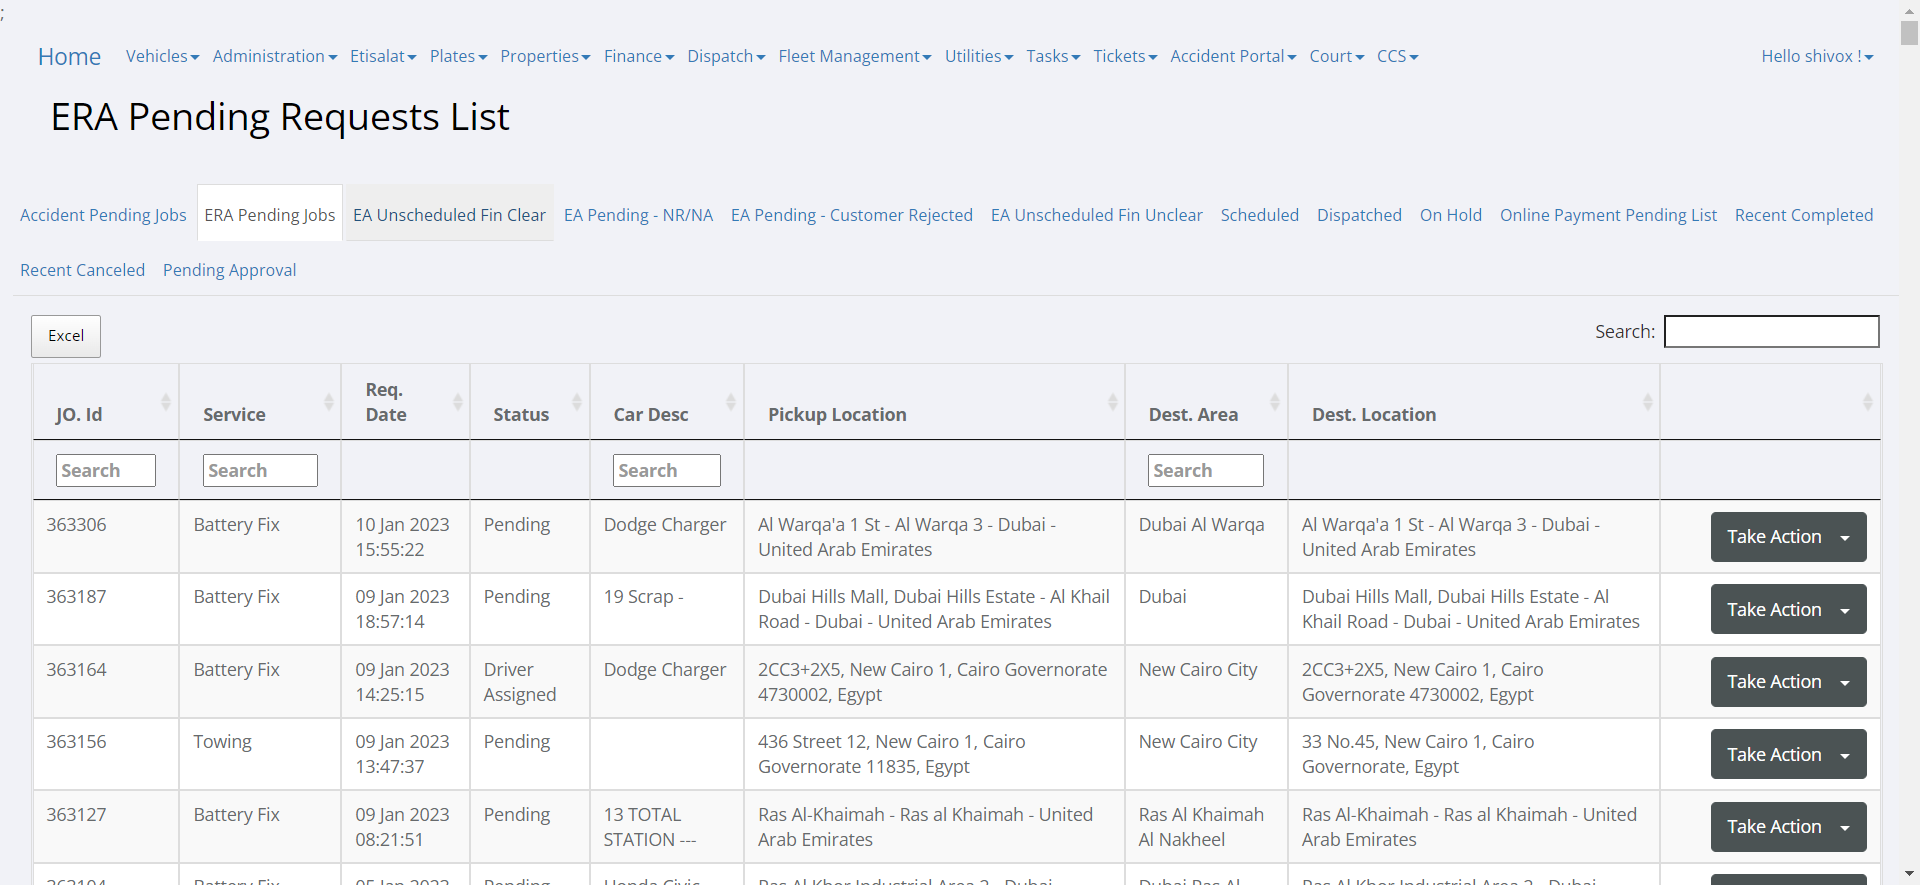 ;
Home Vehicles Administration Etisalat Plates Properties Finance Dispatch Fleet Management Utilities Tasks Tickets Accident Portal Court CCS Hello shivox !
ERA Pending Requests List
Accident Pending Jobs ERA Pending Jobs EA Unscheduled Fin Clear EA Pending - NR/NA EA Pending - Customer Rejected EA Unscheduled Fin Unclear Scheduled Dispatched On Hold Online Payment Pending List Recent Completed
Recent Canceled Pending Approval
Excel Search:
JO. Id Service Req. Date Status Car Desc Pickup Location Dest. Area Dest. Location
Search Search Search Search
363306 Battery Fix 10 Jan 2023 Pending Dodge Charger Al Warqa'a 1 St - Al Warqa 3 - Dubai - Dubai Al Warqa Al Warqa'a 1 St - Al Warqa 3 - Dubai - Take Action
15:55:22 United Arab Emirates United Arab Emirates
363187 Battery Fix 09 Jan 2023 Pending 19 Scrap - Dubai Hills Mall, Dubai Hills Estate - Al Khail Dubai Dubai Hills Mall, Dubai Hills Estate - Al Take Action
18:57:14 Road - Dubai - United Arab Emirates Khail Road - Dubai - United Arab Emirates
363164 Battery Fix 09 Jan 2023 Driver Dodge Charger 2CC3+2X5, New Cairo 1, Cairo Governorate New Cairo City 2CC3+2X5, New Cairo 1, Cairo Take Action
14:25:15 Assigned 4730002, Egypt Governorate 4730002, Egypt
363156 Towing 09 Jan 2023 Pending 436 Street 12, New Cairo 1, Cairo New Cairo City 33 No.45, New Cairo 1, Cairo Take Action
13:47:37 Governorate 11835, Egypt Governorate, Egypt
363127 Battery Fix 09 Jan 2023 Pending 13 TOTAL Ras Al-Khaimah - Ras al Khaimah - United Ras Al Khaimah Ras Al-Khaimah - Ras al Khaimah - United Take Action
08:21:51 STATION --- Arab Emirates Al Nakheel Arab Emirates